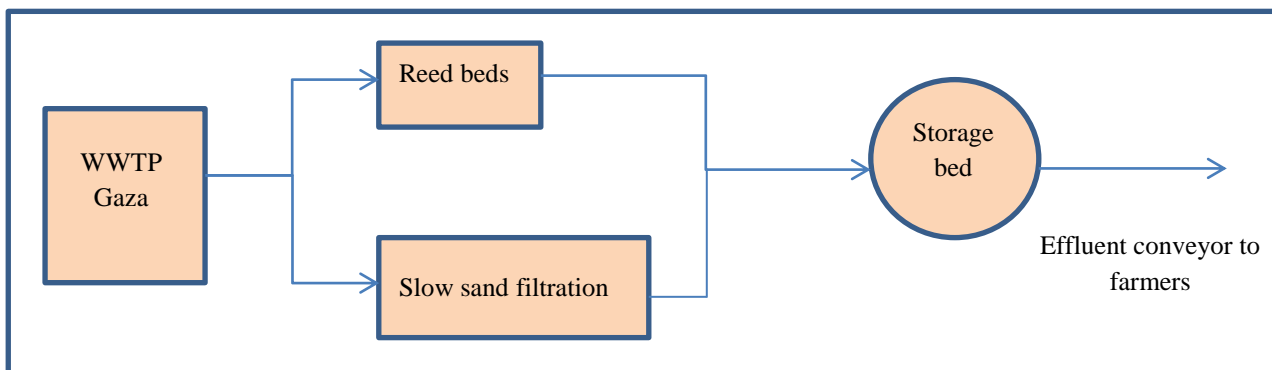 Reed beds
WWTP
Gaza
Storage
bed
Slow sand filtration
Effluent conveyor to
farmers